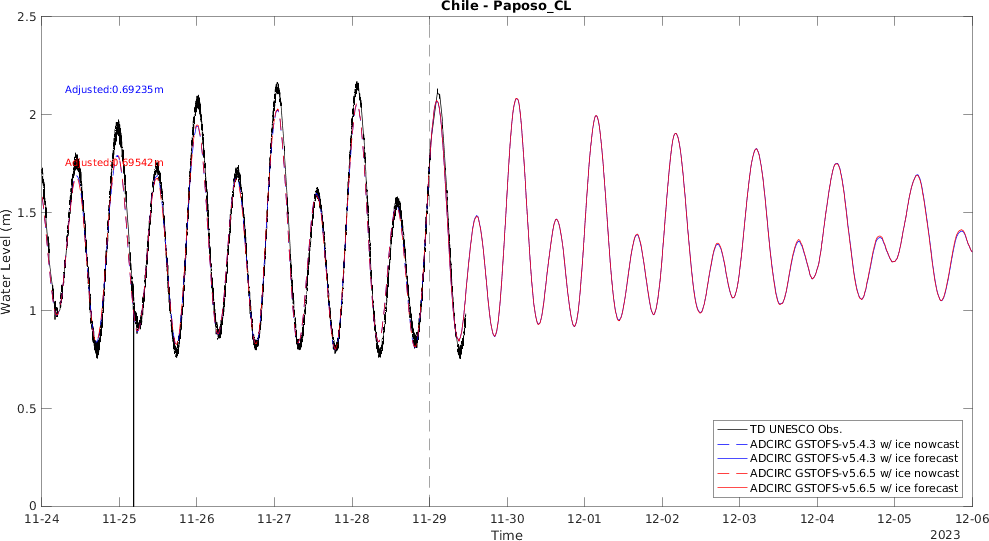 Chile - Paposo_CL
Water Level (m)
2.5
2
1.5
1
0.5
0
Adjusted:0.69235m
Adjusted:0.69542m
TD UNESCO Obs.
ADCIRC GSTOFS-v5.4.3 w/ ice nowcast
ADCIRC GSTOFS-v5.4.3 w/ ice forecast
ADCIRC GSTOFS-v5.6.5 w/ ice nowcast
ADCIRC GSTOFS-v5.6.5 w/ ice forecast
11-24 11-25 11-26 11-27 11-28 11-29 11-30 12-01 12-02 12-03 12-04 12-05 12-06
Time
2023